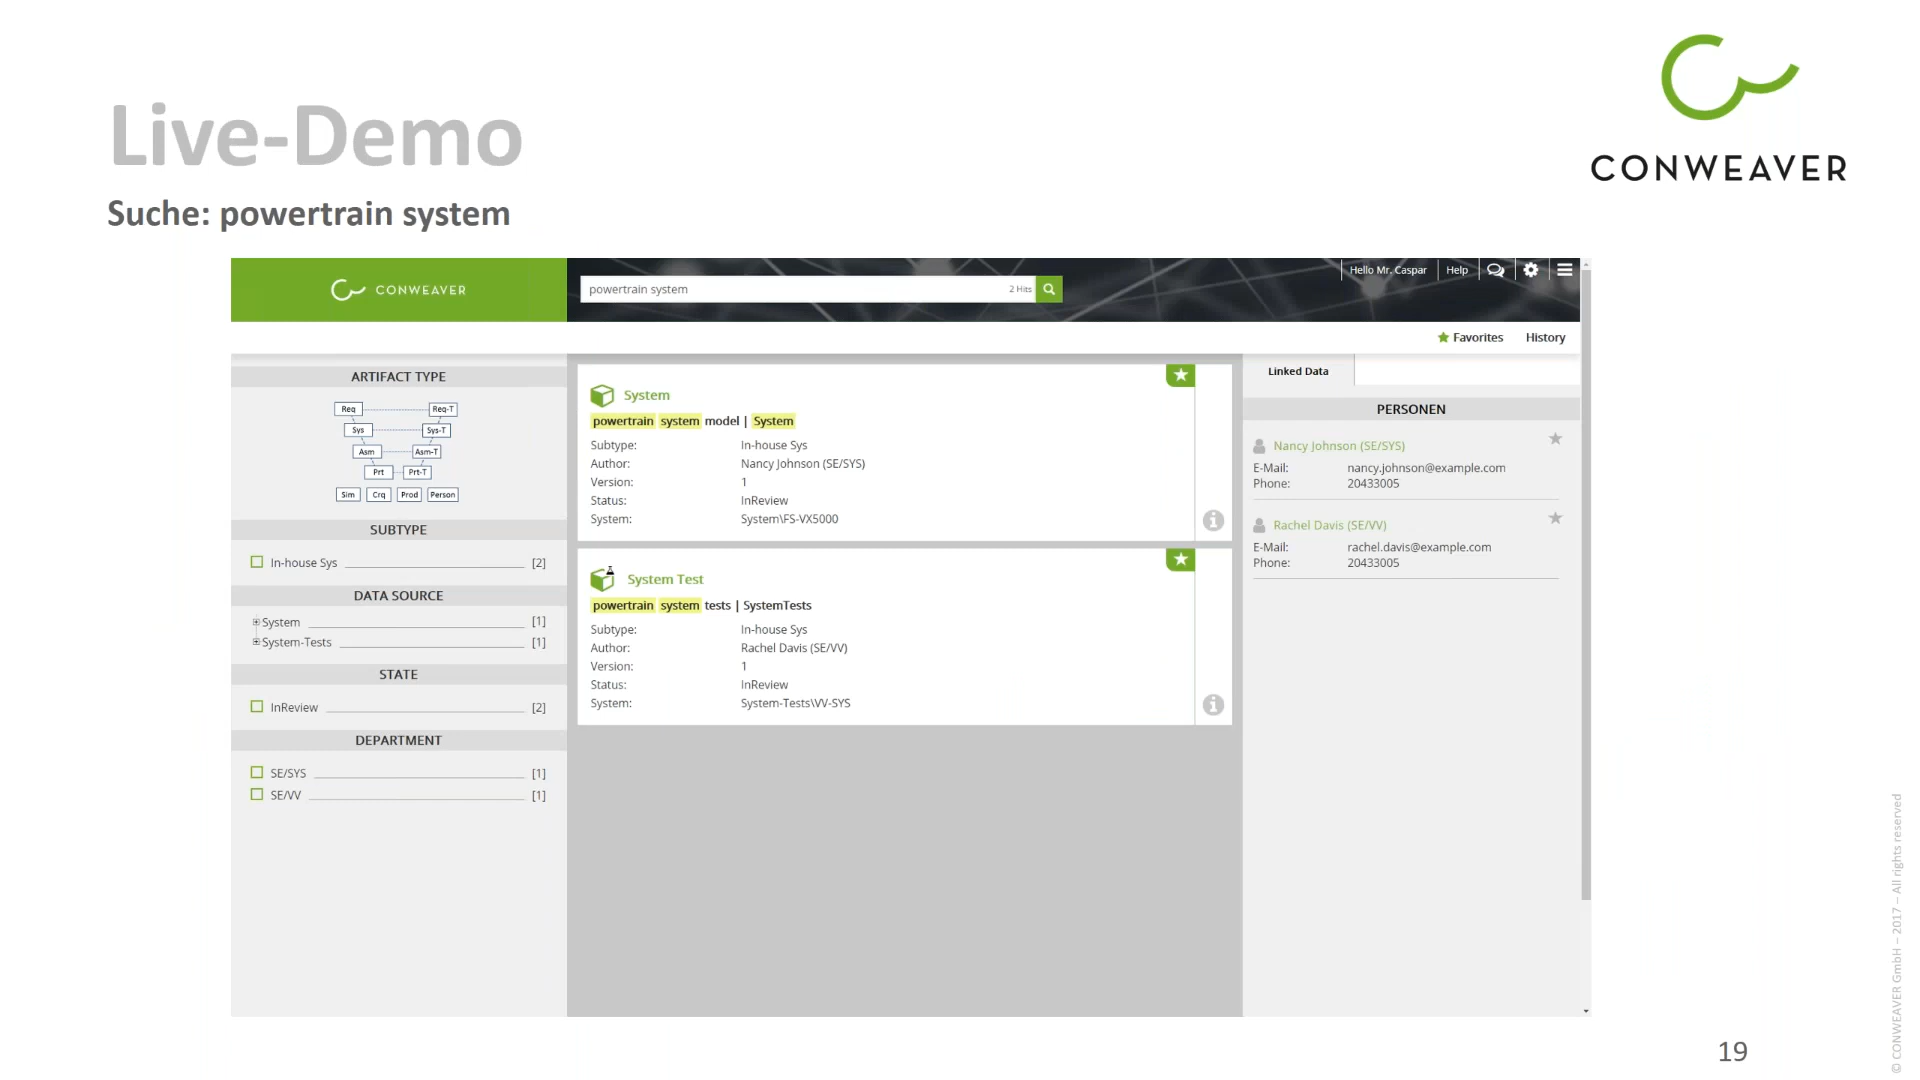 Live-Demo
Suche: powertrain system
CONWEAVER
CONWEAVER
powertrain system 2 Hits
Hello Mr. Caspar Help
Favorites History
ARTIFACT TYPE
Req Req-T
Sys Sys-T
Asm Asm-T
Prt Prt-T
Sim Crq Prod Person
SUBTYPE
In-house Sys [2]
DATA SOURCE
System [1]
System-Tests [1]
STATE
InReview [2]
DEPARTMENT
SE/SYS [1]
SE/VV [1]
System
powertrain system model | System
Subtype: In-house Sys
Author: Nancy Johnson (SE/SYS)
Version: 1
Status: InReview
System: System\FS-VX5000
System Test
powertrain system tests | SystemTests
Subtype: In-house Sys
Author: Rachel Davis (SE/VV)
Version: 1
Status: InReview
System: System-Tests\VV-SYS
Linked Data
PERSONEN
Nancy Johnson (SE/SYS)
E-Mail: nancy.johnson@example.com
Phone: 20433005
Rachel Davis (SE/VV)
E-Mail: rachel.davis@example.com
Phone: 20433005
19
© CONWEAVER GmbH – 2017 – All rights reserved